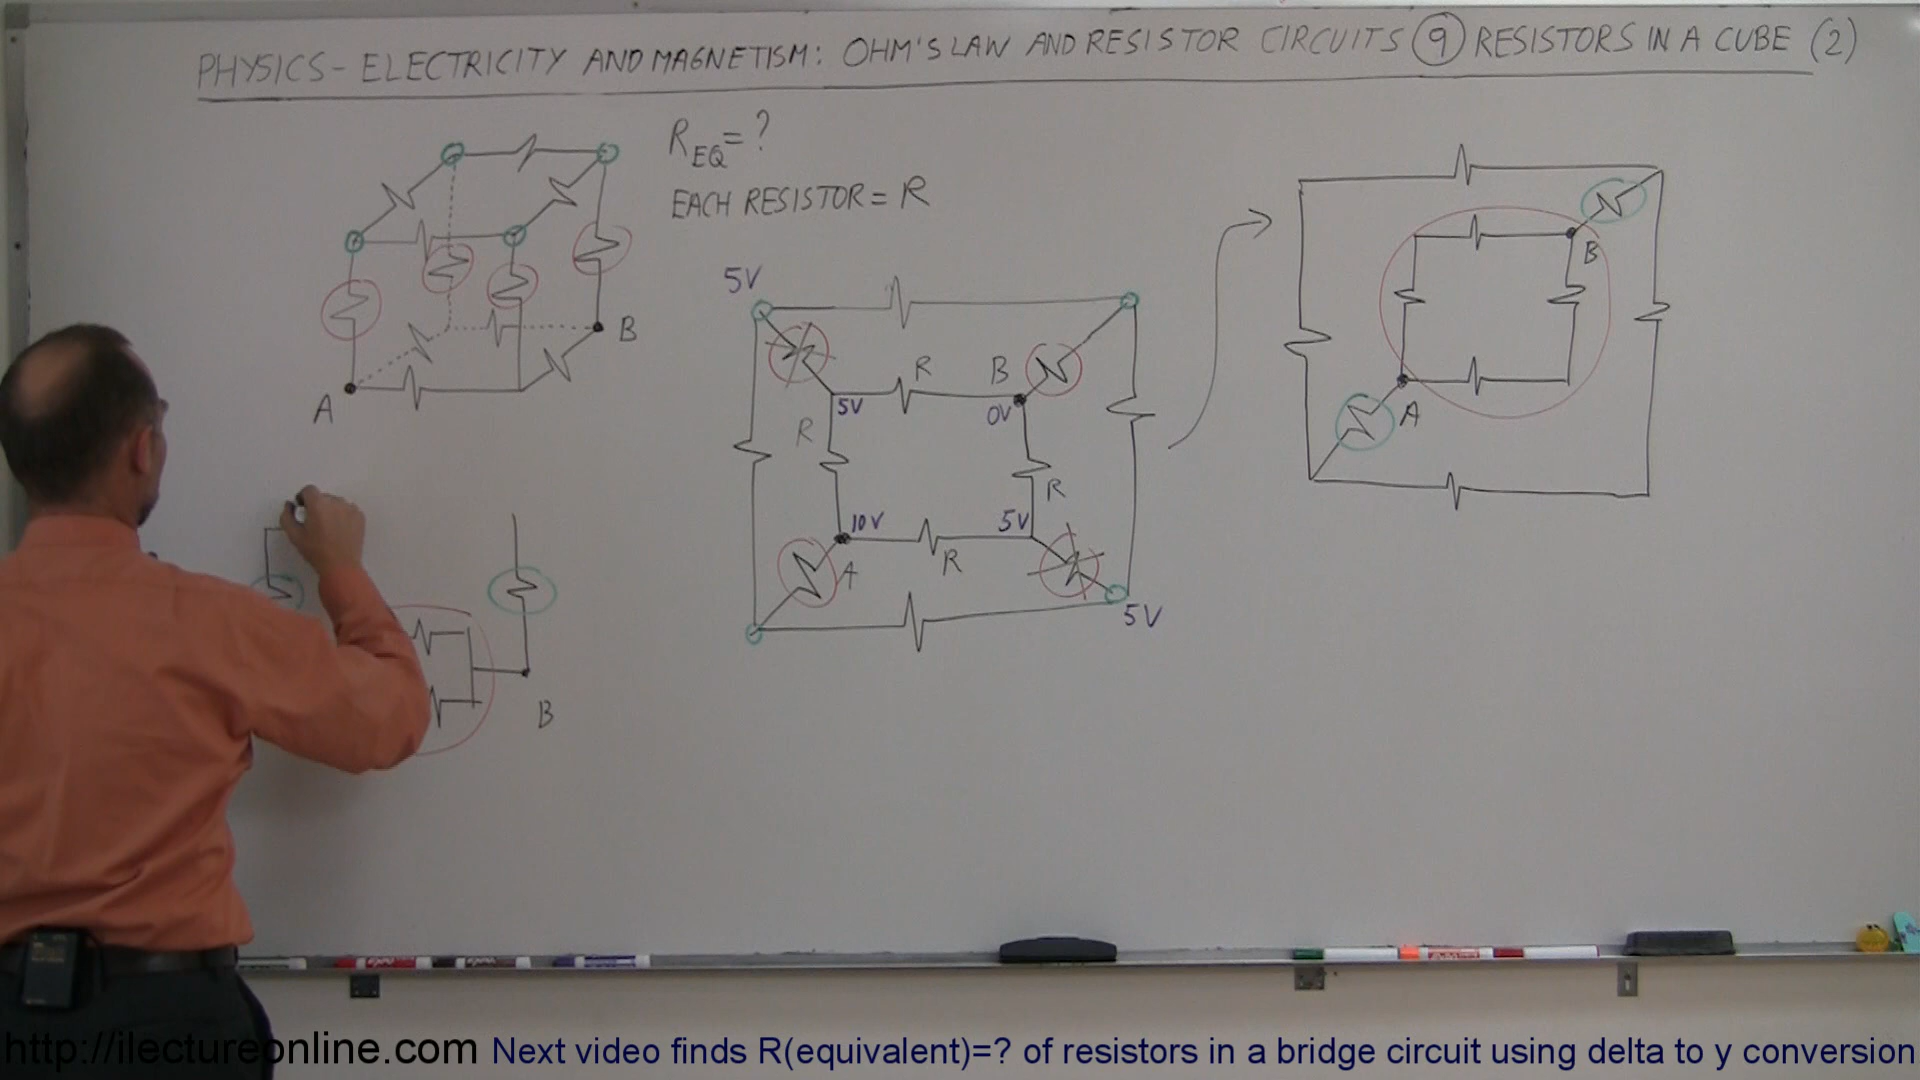 PHYSICS - ELECTRICITY AND MAGNETISM: OHM'S LAW AND RESISTOR CIRCUITS 9 RESISTORS IN A CUBE (2)
REQ = ?
EACH RESISTOR = R
A
B
5V
R
B
5V
0V
R
R
10V
5V
A
R
5V
B
A
B
http://ilectureonline.com Next video finds R(equivalent)=? of resistors in a bridge circuit using delta to y conversion